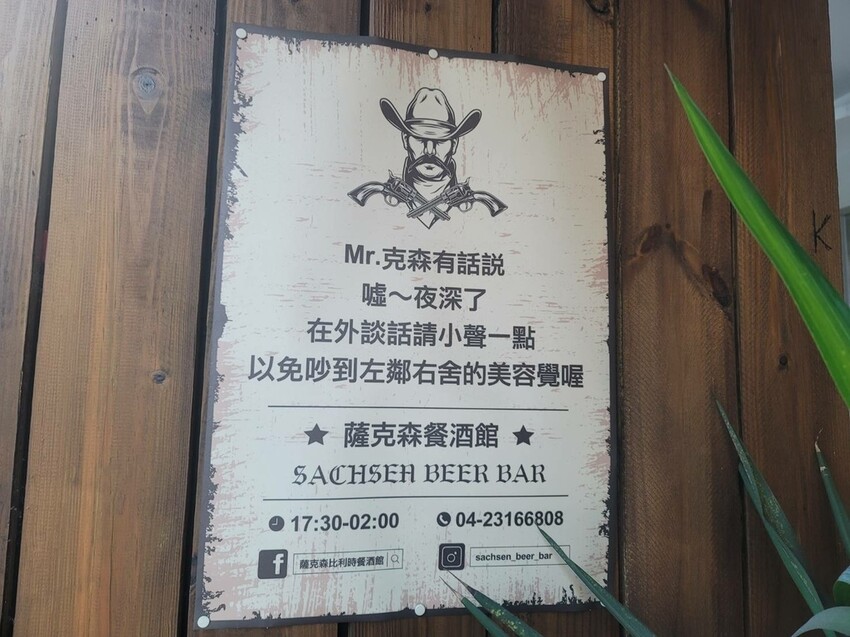 Mr.克森有話説
噓～夜深了
在外談話請小聲一點
以免吵到左鄰右舍的美容覺喔
★ 薩克森餐酒館 ★
SACHSEN BEER BAR
17:30-02:00 04-23166808
薩克森比利時餐酒館 sachsen_beer_bar
K